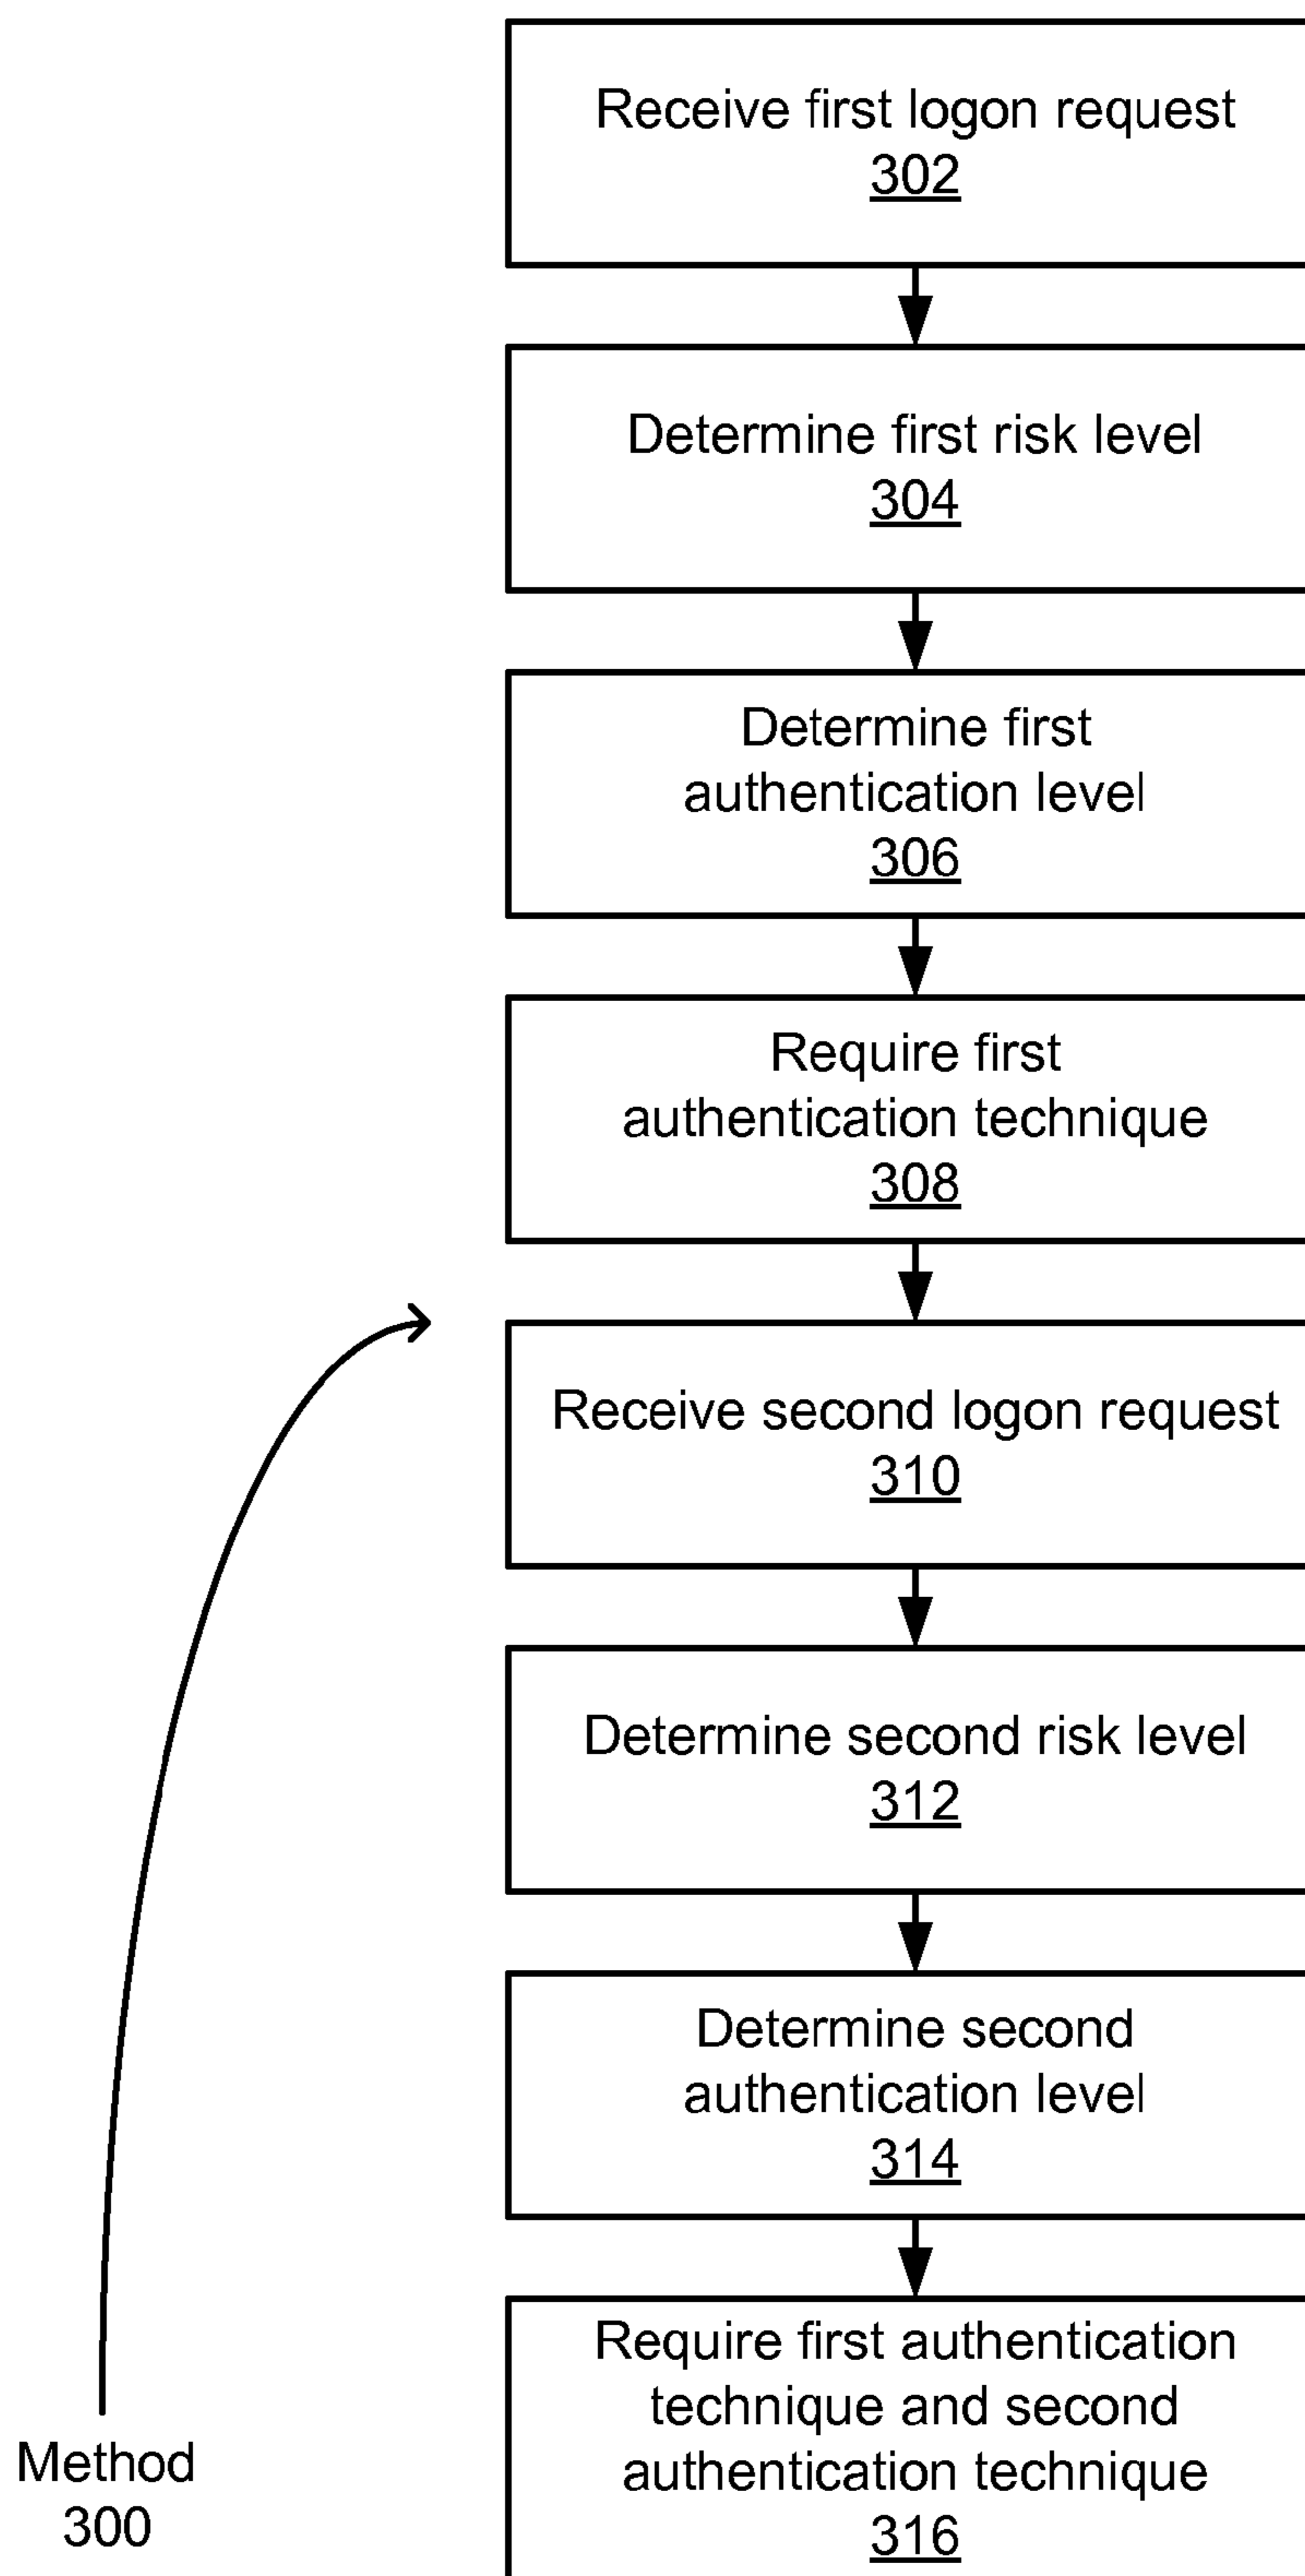 Receive first logon request
302
Determine first risk level
304
Determine first
authentication level
306
Require first
authentication technique
308
Receive second logon request
310
Determine second risk level
312
Determine second
authentication level
314
Require first authentication
technique and second
authentication technique
316
Method
300